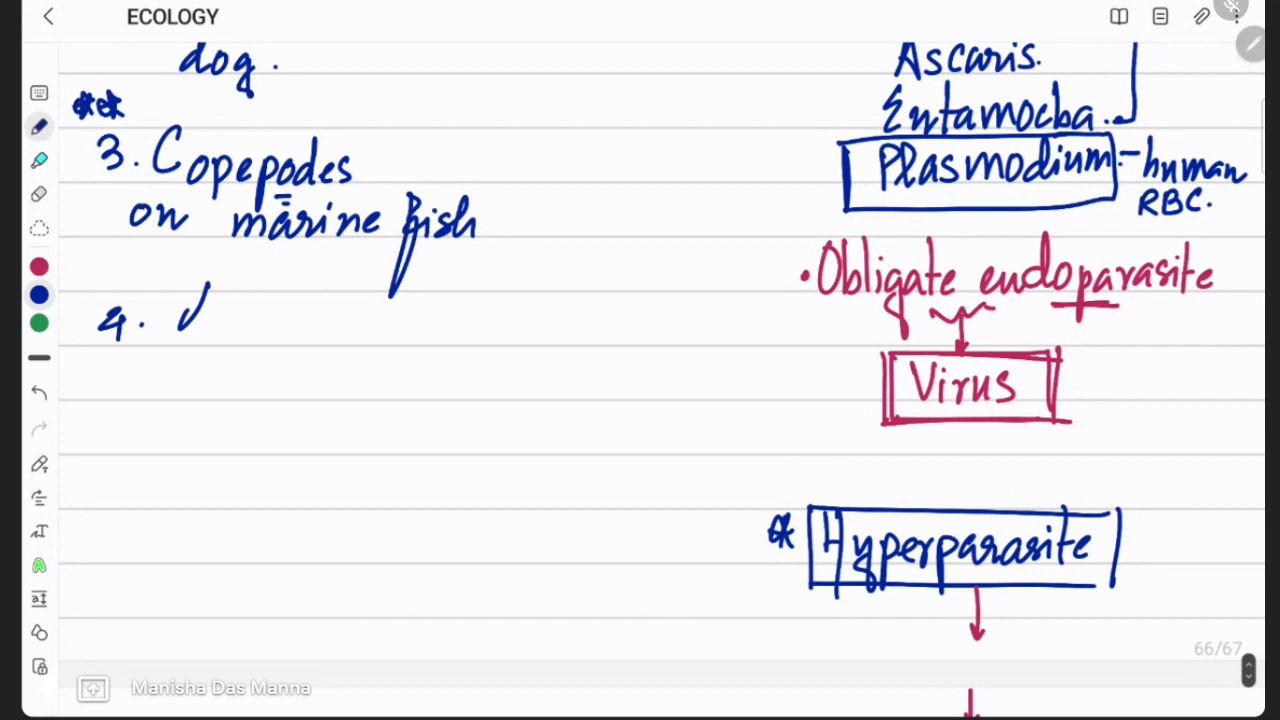 ECOLOGY
dog.
3. Copepodes
on marine fish
4.
Ascaris.
Entamoeba.
Plasmodium - human
RBC.
• Obligate endoparasite
Virus
Hyperparasite
66/67
Manisha Das Manna